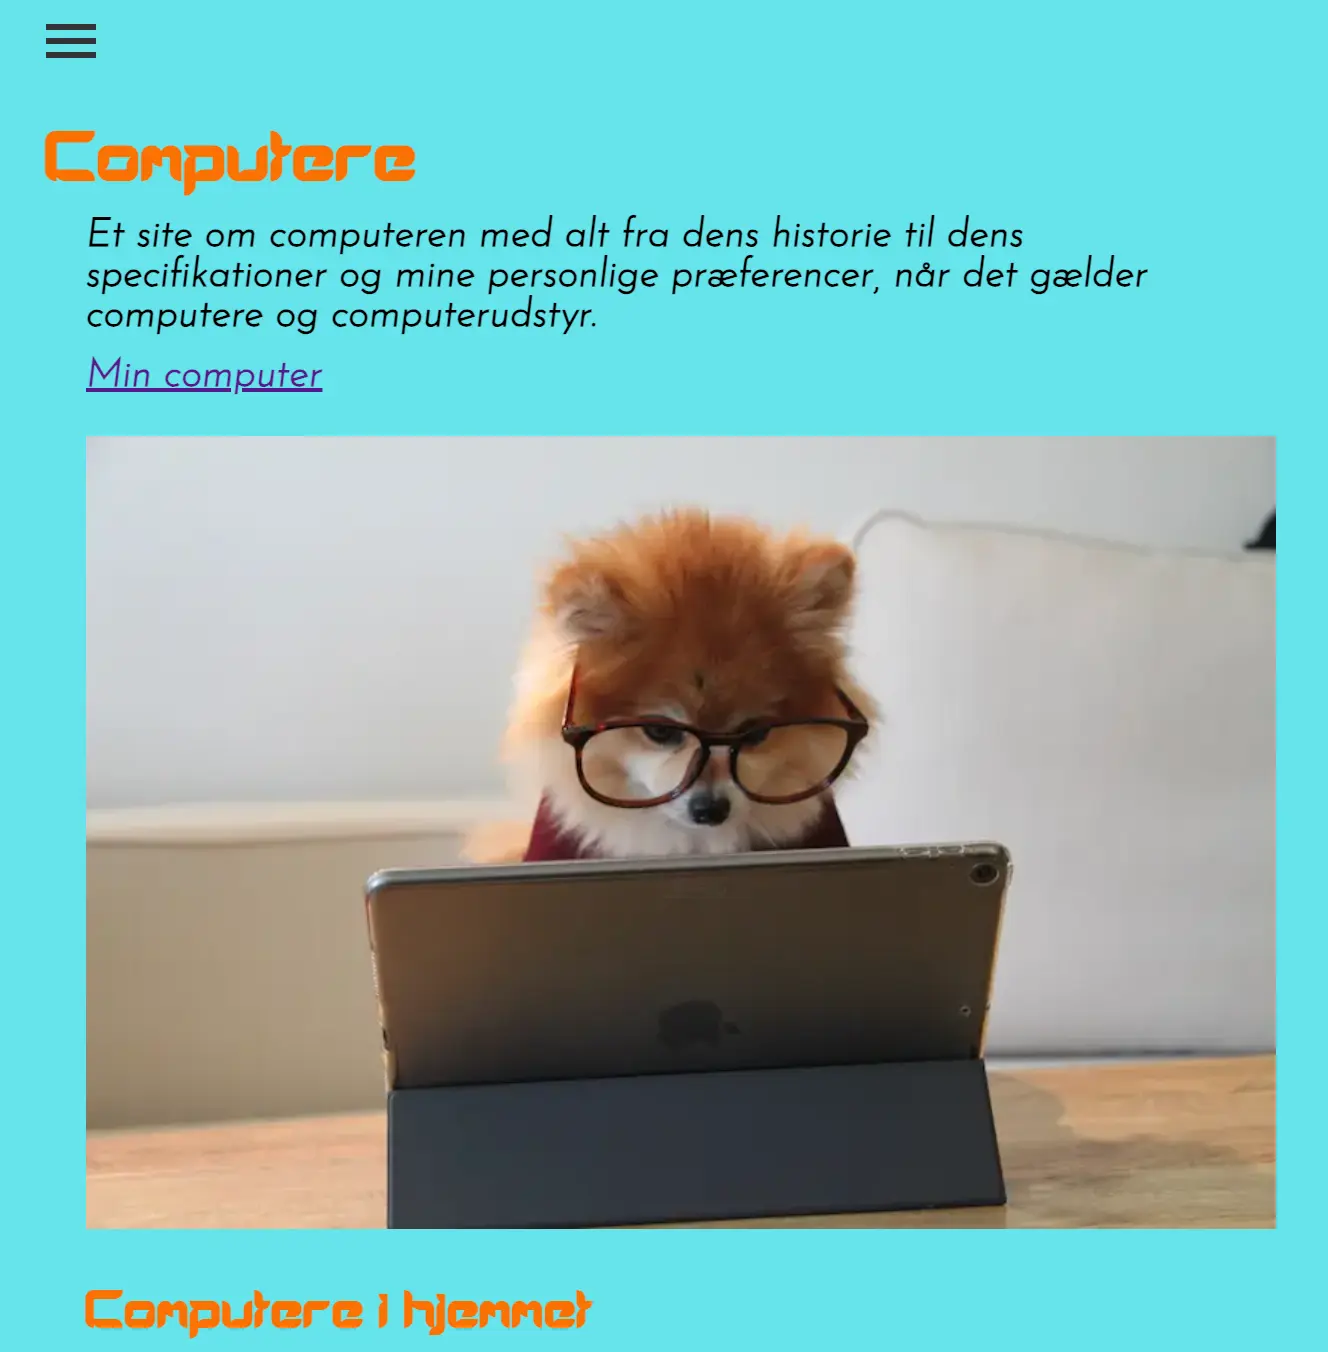 Computere
Et site om computeren med alt fra dens historie til dens
specifikationer og mine personlige præferencer, når det gælder
computere og computerudstyr.
Min computer
Computere i hjemmet